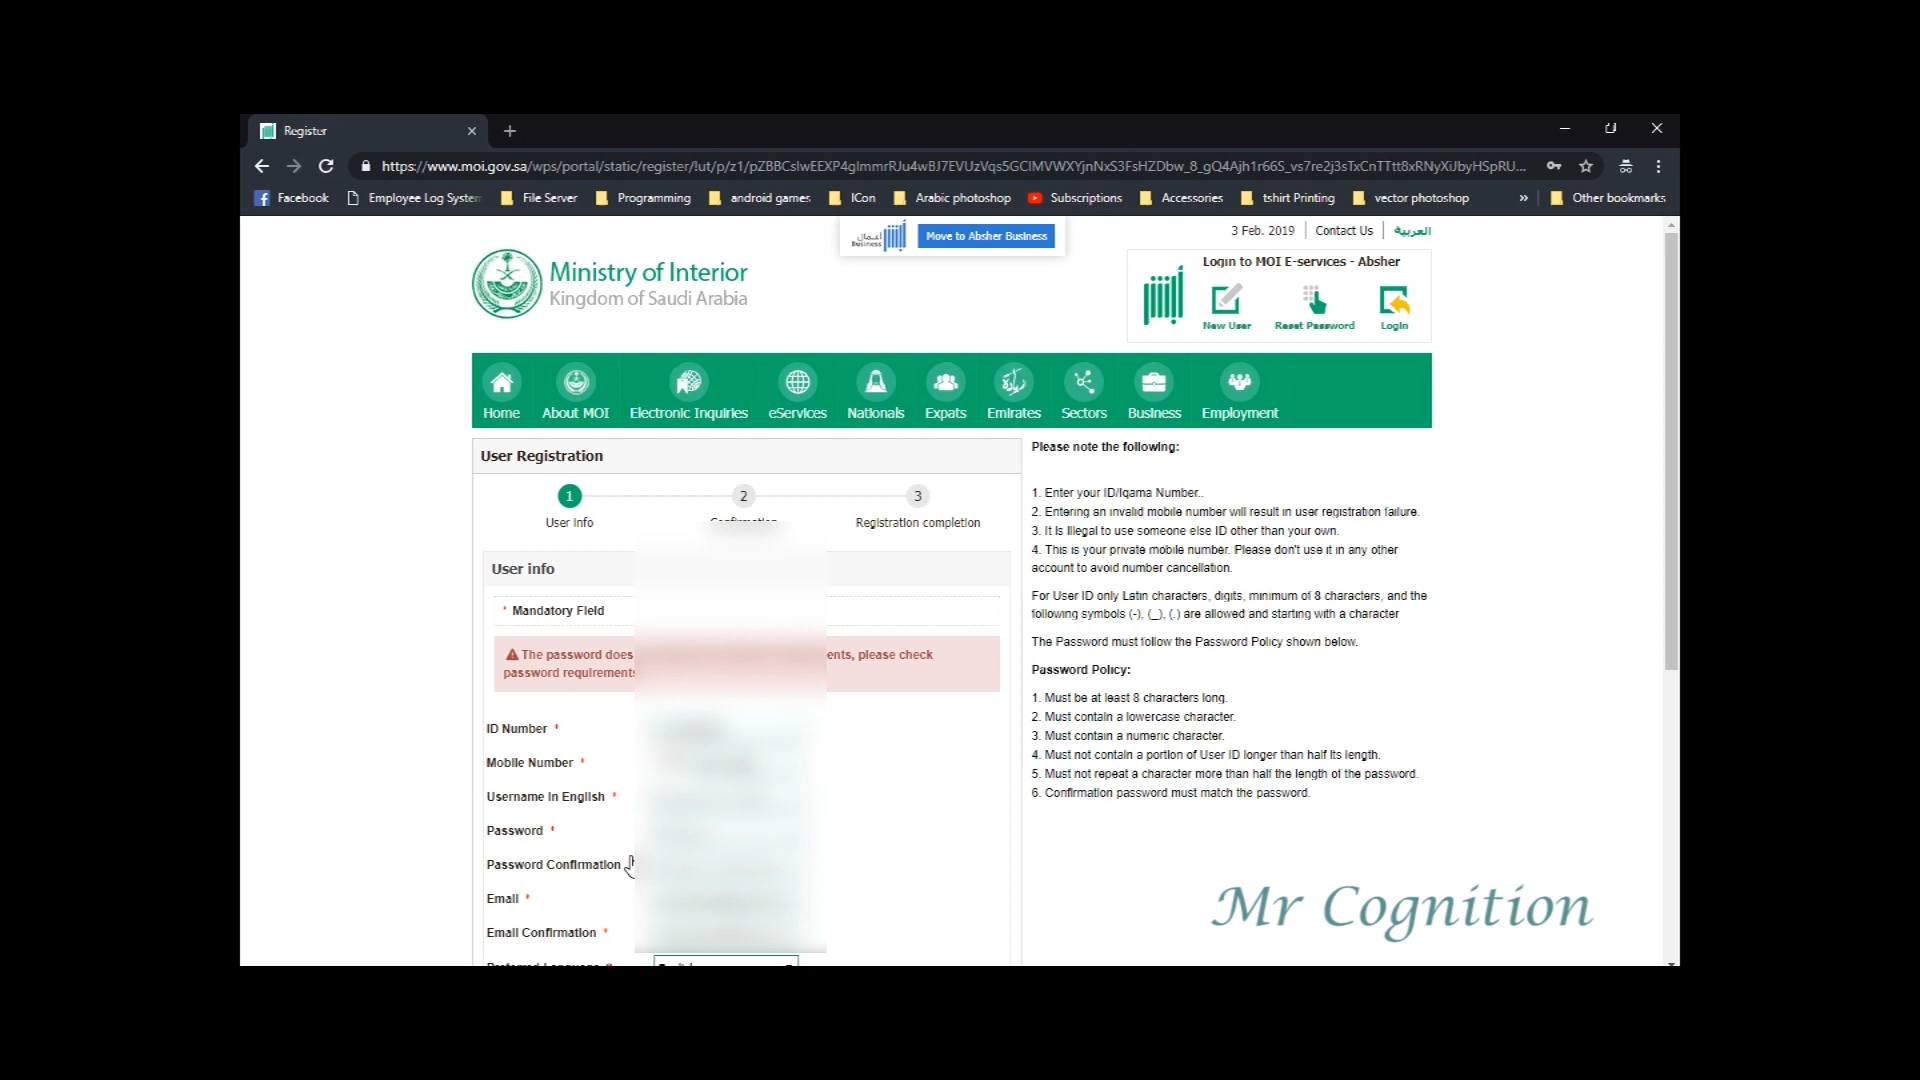 Register
https://www.moi.gov.sa/wps/portal/static/register/!ut/p/z1/
Facebook Employee Log System File Server Programming android games ICon Arabic photoshop Subscriptions Accessories tshirt Printing vector photoshop » Other bookmarks
أعمال
Business
Move to Absher Business
3 Feb. 2019 Contact Us العربية
Ministry of Interior
Kingdom of Saudi Arabia
Login to MOI E-services - Absher
New User Reset Password Login
Home About MOI Electronic Inquiries eServices Nationals Expats Emirates Sectors Business Employment
User Registration
1 2 3
User Info Confirmation Registration completion
User info
* Mandatory Field
The password does
ents, please check
password requirements
ID Number *
Mobile Number *
Username In English *
Password *
Password Confirmation
Email *
Email Confirmation *
Preferred Language *
Please note the following:
1. Enter your ID/Iqama Number..
2. Entering an invalid mobile number will result in user registration failure.
3. It is illegal to use someone else ID other than your own.
4. This is your private mobile number. Please don't use it in any other
account to avoid number cancellation.
For User ID only Latin characters, digits, minimum of 8 characters, and the
following symbols (-), (_), (.) are allowed and starting with a character
The Password must follow the Password Policy shown below.
Password Policy:
1. Must be at least 8 characters long.
2. Must contain a lowercase character.
3. Must contain a numeric character.
4. Must not contain a portion of User ID longer than half its length.
5. Must not repeat a character more than half the length of the password.
6. Confirmation password must match the password.
Mr Cognition